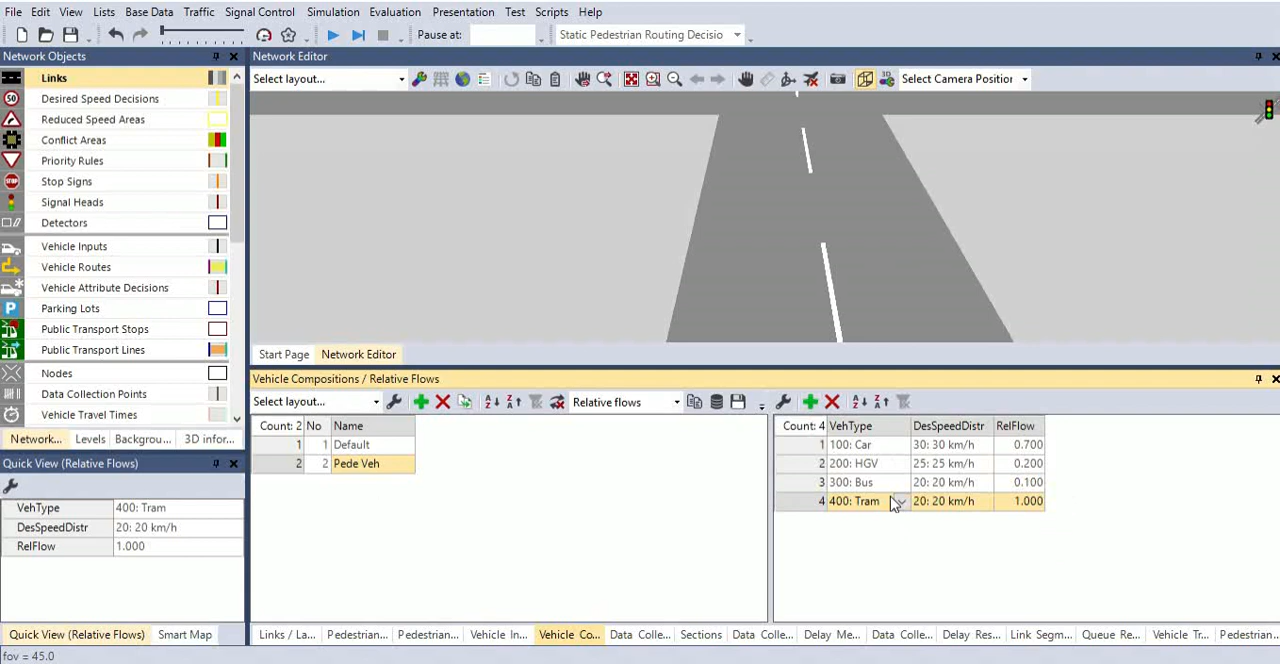 File Edit View Lists Base Data Traffic Signal Control Simulation Evaluation Presentation Test Scripts Help
Pause at: Static Pedestrian Routing Decisio
Network Objects
Links
50 Desired Speed Decisions
Reduced Speed Areas
Conflict Areas
Priority Rules
STOP Stop Signs
Signal Heads
Detectors
Vehicle Inputs
Vehicle Routes
Vehicle Attribute Decisions
P Parking Lots
Public Transport Stops
Public Transport Lines
Nodes
Data Collection Points
Vehicle Travel Times
Network... Levels Backgrou... 3D infor...
Quick View (Relative Flows)
VehType 400: Tram
DesSpeedDistr 20: 20 km/h
RelFlow 1.000
Quick View (Relative Flows) Smart Map
fov = 45.0
Network Editor
Select layout... Select Camera Position
Start Page Network Editor
Vehicle Compositions / Relative Flows
Select layout... Relative flows
Count: 2 No Name
1 1 Default
2 2 Pede Veh
Count: 4 VehType DesSpeedDistr RelFlow
1 100: Car 30: 30 km/h 0.700
2 200: HGV 25: 25 km/h 0.200
3 300: Bus 20: 20 km/h 0.100
4 400: Tram 20: 20 km/h 1.000
Links / La... Pedestrian... Pedestrian... Vehicle In... Vehicle Co... Data Colle... Sections Data Colle... Delay Me... Data Colle... Delay Res... Link Segm... Queue Re... Vehicle Tr... Pedestrian...